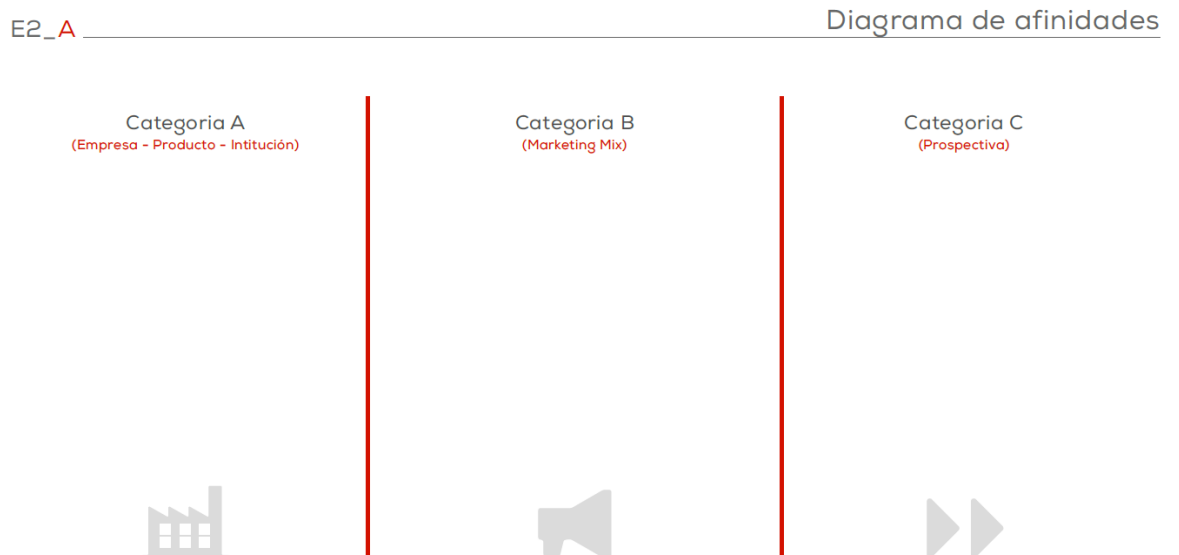 E2_A
Diagrama de afinidades
Categoria A
(Empresa - Producto - Intitución)
Categoria B
(Marketing Mix)
Categoria C
(Prospectiva)